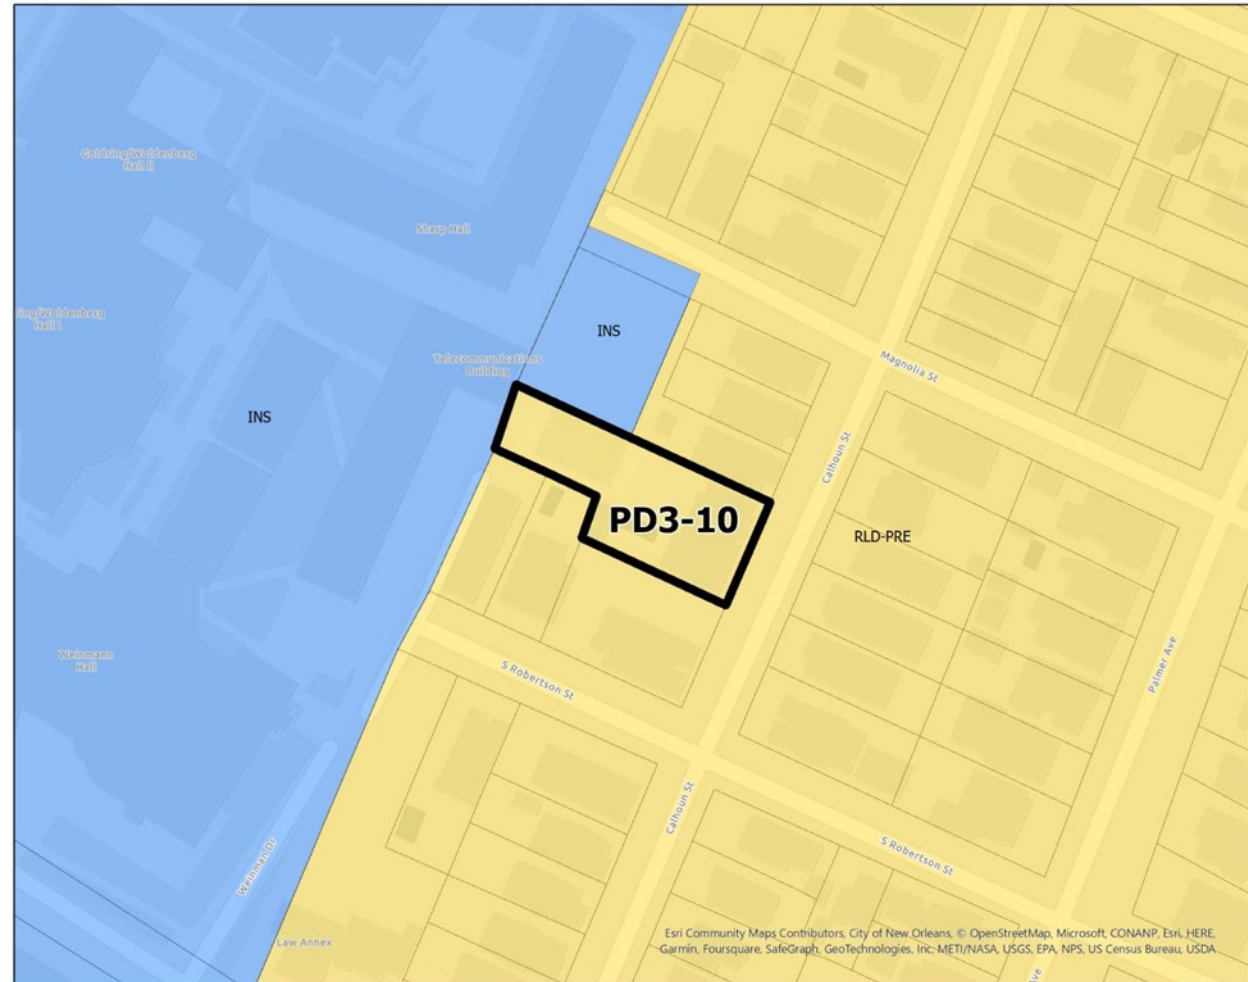 Goldring/Woldenberg
Hall II
Sharp Hall
ring/Woldenberg
Hall I
INS
Telecommunications
Building
Magnolia St
INS
Calhoun St
PD3-10
RLD-PRE
Weinmann
Hall
S Robertson St
Palmer Ave
Calhoun St
S Robertson St
Weinman Dr
Law Annex
Esri Community Maps Contributors, City of New Orleans, © OpenStreetMap, Microsoft, CONANP, Esri, HERE,
Garmin, Foursquare, SafeGraph, GeoTechnologies, Inc, METI/NASA, USGS, EPA, NPS, US Census Bureau, USDA
Ave